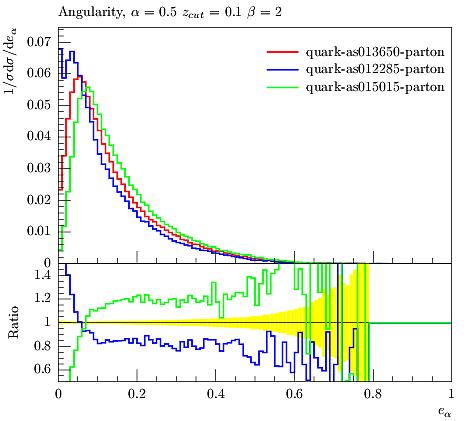 Angularity, α = 0.5 z_cut = 0.1 β = 2
1/σ dσ/de_α
quark-as013650-parton
quark-as012285-parton
quark-as015015-parton
0.07
0.06
0.05
0.04
0.03
0.02
0.01
0
Ratio
1.4
1.2
1
0.8
0.6
0 0.2 0.4 0.6 0.8 1
e_α